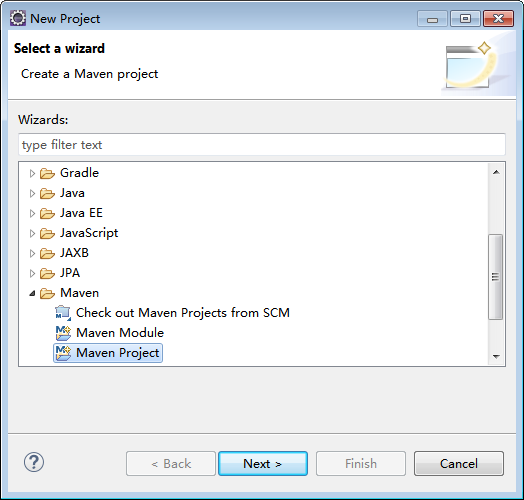 New Project
Select a wizard
Create a Maven project
Wizards:
type filter text
Gradle
Java
Java EE
JavaScript
JAXB
JPA
Maven
Check out Maven Projects from SCM
Maven Module
Maven Project
< Back Next > Finish Cancel